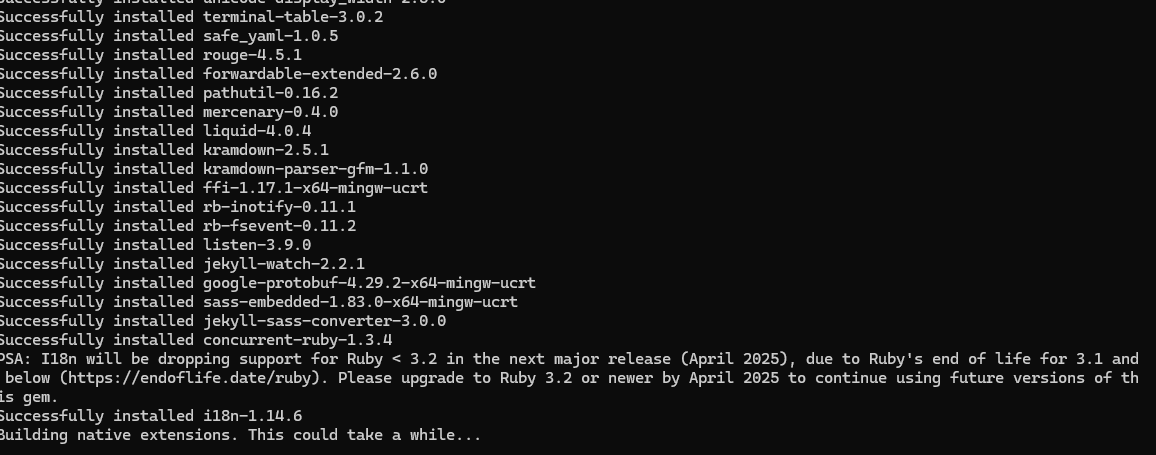 Successfully installed unicode-display_width-2.6.0
Successfully installed terminal-table-3.0.2
Successfully installed safe_yaml-1.0.5
Successfully installed rouge-4.5.1
Successfully installed forwardable-extended-2.6.0
Successfully installed pathutil-0.16.2
Successfully installed mercenary-0.4.0
Successfully installed liquid-4.0.4
Successfully installed kramdown-2.5.1
Successfully installed kramdown-parser-gfm-1.1.0
Successfully installed ffi-1.17.1-x64-mingw-ucrt
Successfully installed rb-inotify-0.11.1
Successfully installed rb-fsevent-0.11.2
Successfully installed listen-3.9.0
Successfully installed jekyll-watch-2.2.1
Successfully installed google-protobuf-4.29.2-x64-mingw-ucrt
Successfully installed sass-embedded-1.83.0-x64-mingw-ucrt
Successfully installed jekyll-sass-converter-3.0.0
Successfully installed concurrent-ruby-1.3.4
PSA: I18n will be dropping support for Ruby < 3.2 in the next major release (April 2025), due to Ruby's end of life for 3.1 and
below (https://endoflife.date/ruby). Please upgrade to Ruby 3.2 or newer by April 2025 to continue using future versions of th
is gem.
Successfully installed i18n-1.14.6
Building native extensions. This could take a while...